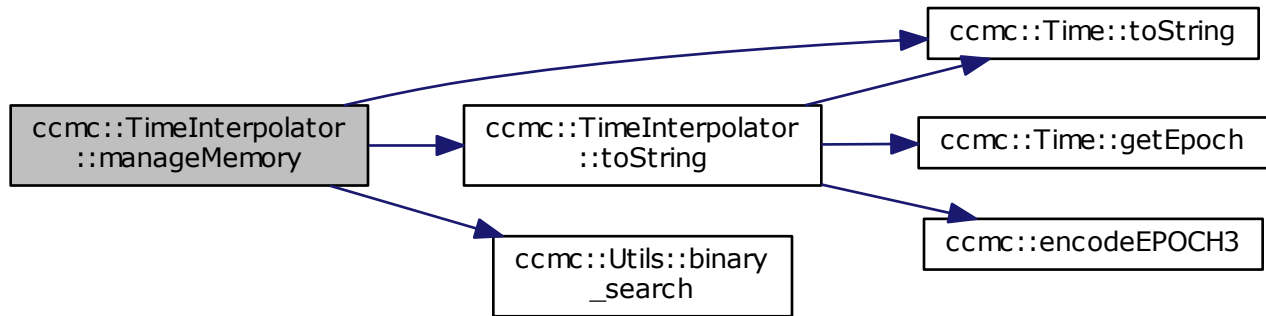 ccmc::TimeInterpolator
::manageMemory
ccmc::TimeInterpolator
::toString
ccmc::Utils::binary
_search
ccmc::Time::toString
ccmc::Time::getEpoch
ccmc::encodeEPOCH3